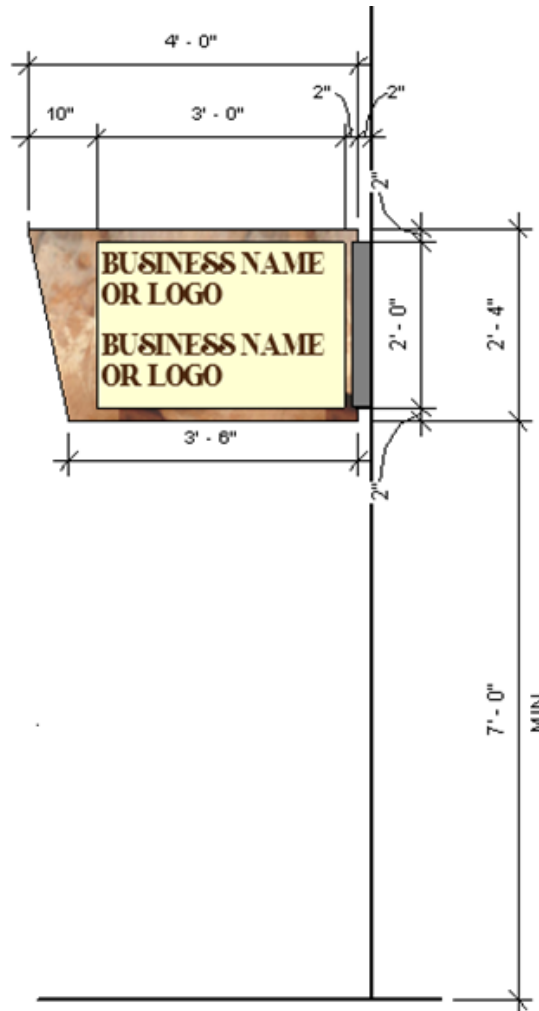 4' - 0"
10"
3' - 0"
2"
2"
2"
BUSINESS NAME
OR LOGO
BUSINESS NAME
OR LOGO
2' - 0"
2' - 4"
3' - 6"
2"
7' - 0"
MIN